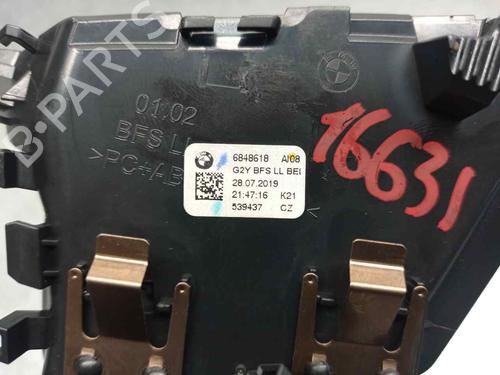 01.02
BFS LL
>PC+AB
6848618 AI08
G2Y BFS LL BEI
28.07.2019
21:47:16 K21
539437 CZ
16631